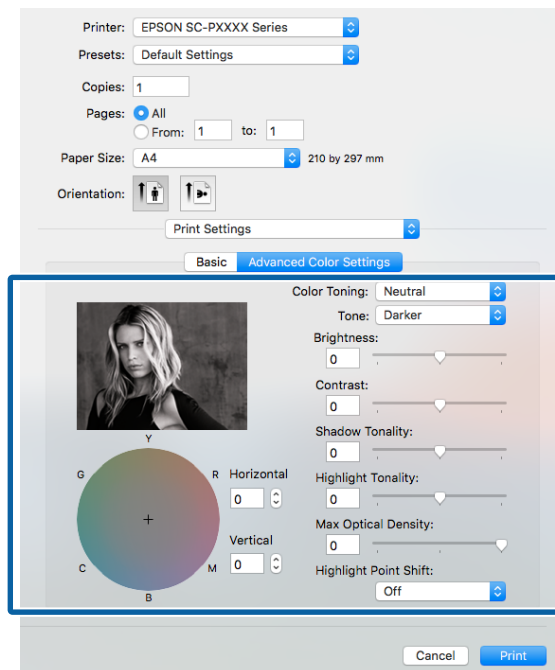 Printer: EPSON SC-PXXXX Series
Presets: Default Settings
Copies: 1
Pages: All
From: 1 to: 1
Paper Size: A4 210 by 297 mm
Orientation:
Print Settings
Basic Advanced Color Settings
Color Toning: Neutral
Tone: Darker
Brightness:
0
Contrast:
0
Shadow Tonality:
0
Highlight Tonality:
0
Max Optical Density:
0
Highlight Point Shift:
Off
Y
G R
C M
B
Horizontal
0
Vertical
0
Cancel Print